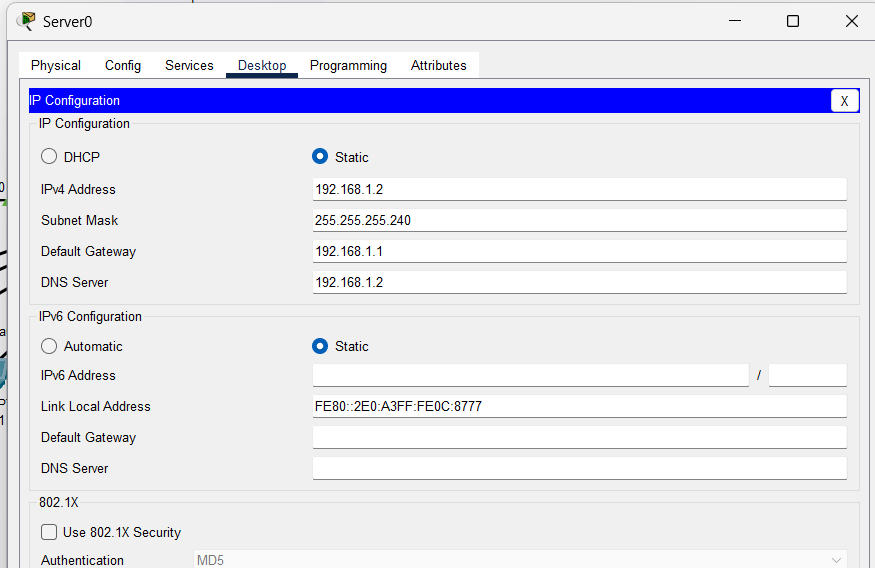 Server0
Physical Config Services Desktop Programming Attributes
IP Configuration X
IP Configuration
DHCP Static
IPv4 Address 192.168.1.2
Subnet Mask 255.255.255.240
Default Gateway 192.168.1.1
DNS Server 192.168.1.2
IPv6 Configuration
Automatic Static
IPv6 Address /
Link Local Address FE80::2E0:A3FF:FE0C:8777
Default Gateway
DNS Server
802.1X
Use 802.1X Security
Authentication MD5